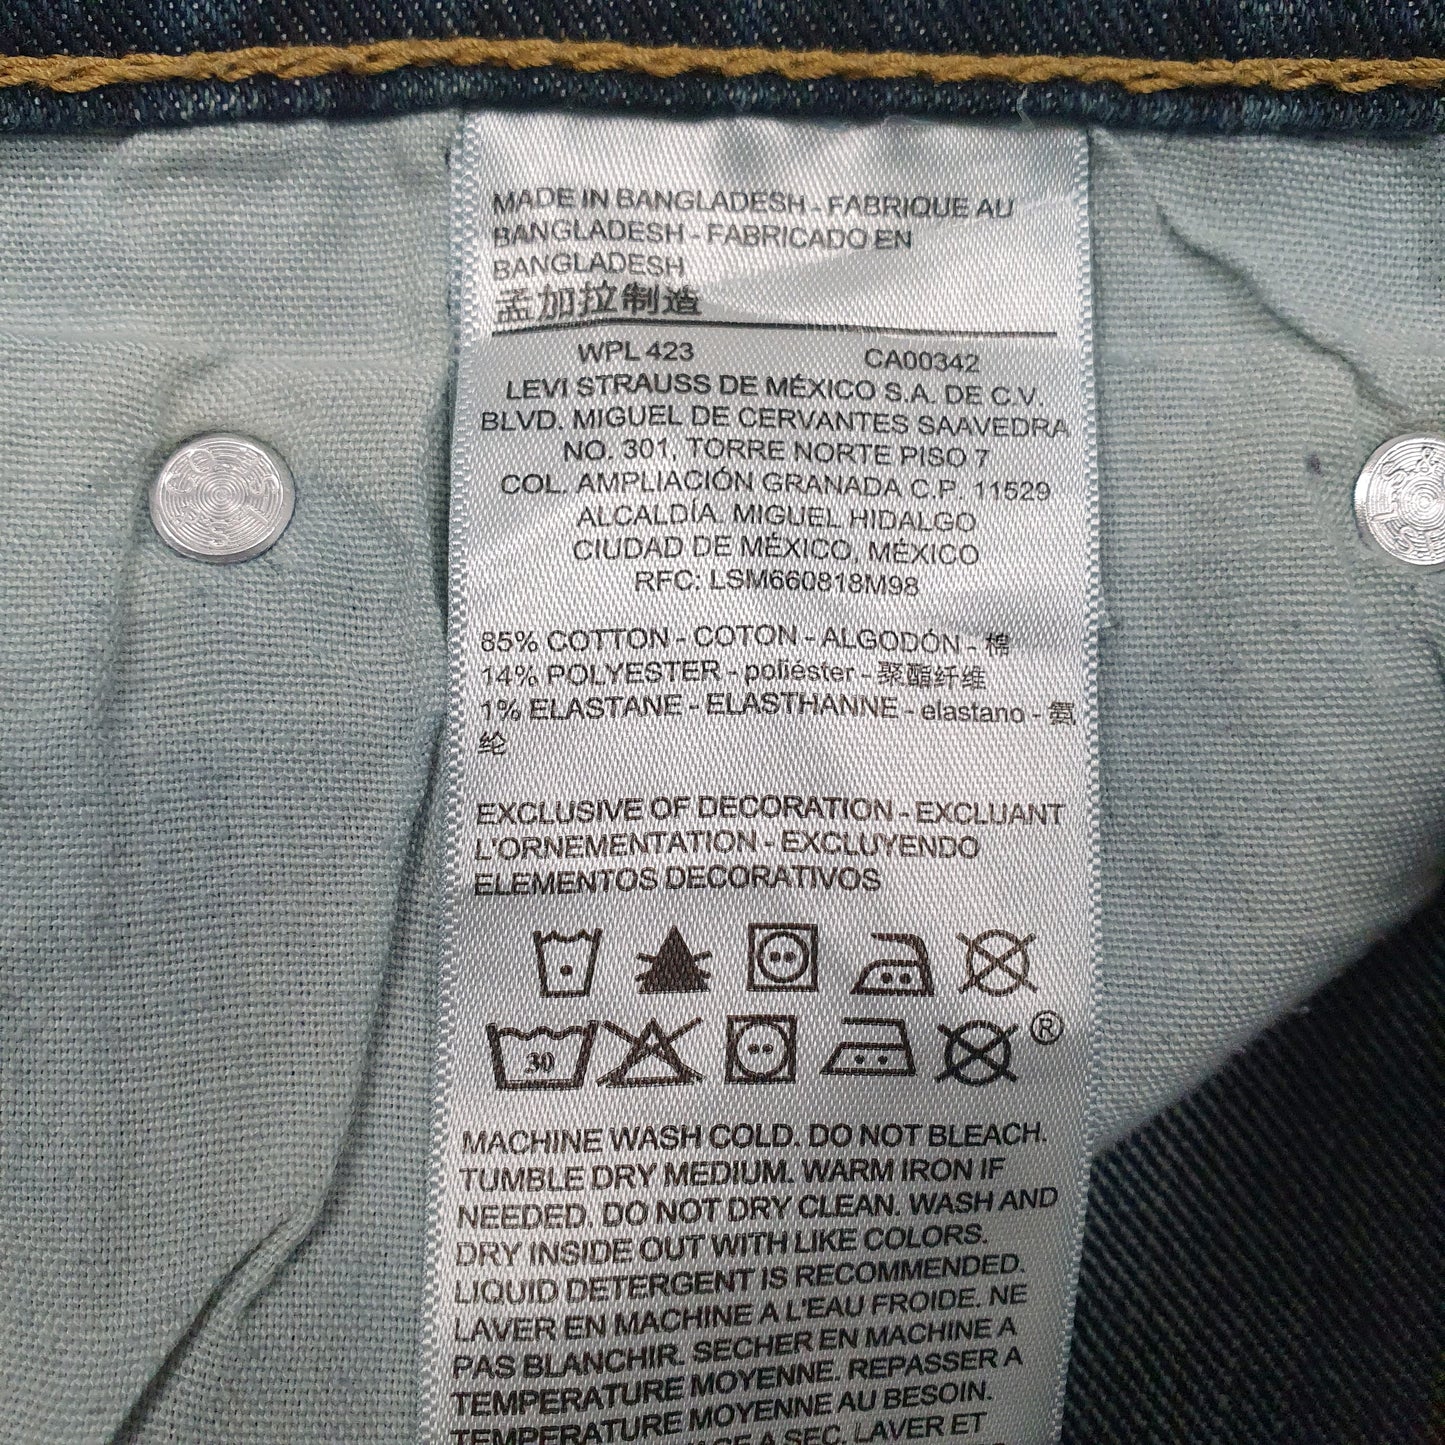 MADE IN BANGLADESH - FABRIQUE AU
BANGLADESH - FABRICADO EN
BANGLADESH
孟加拉制造
WPL 423 CA00342
LEVI STRAUSS DE MÉXICO S.A. DE C.V.
BLVD. MIGUEL DE CERVANTES SAAVEDRA
NO. 301, TORRE NORTE PISO 7
COL. AMPLIACIÓN GRANADA C.P. 11529
ALCALDÍA. MIGUEL HIDALGO
CIUDAD DE MÉXICO, MÉXICO
RFC: LSM660818M98
85% COTTON - COTON - ALGODÓN - 棉
14% POLYESTER - poliéster - 聚酯纤维
1% ELASTANE - ELASTHANNE - elastano - 氨
纶
EXCLUSIVE OF DECORATION - EXCLUANT
L'ORNEMENTATION - EXCLUYENDO
ELEMENTOS DECORATIVOS
30 ®
MACHINE WASH COLD. DO NOT BLEACH.
TUMBLE DRY MEDIUM. WARM IRON IF
NEEDED. DO NOT DRY CLEAN. WASH AND
DRY INSIDE OUT WITH LIKE COLORS.
LIQUID DETERGENT IS RECOMMENDED.
LAVER EN MACHINE A L'EAU FROIDE. NE
PAS BLANCHIR. SECHER EN MACHINE A
TEMPERATURE MOYENNE. REPASSER A
TEMPERATURE MOYENNE AU BESOIN.
A SEC. LAVER ET